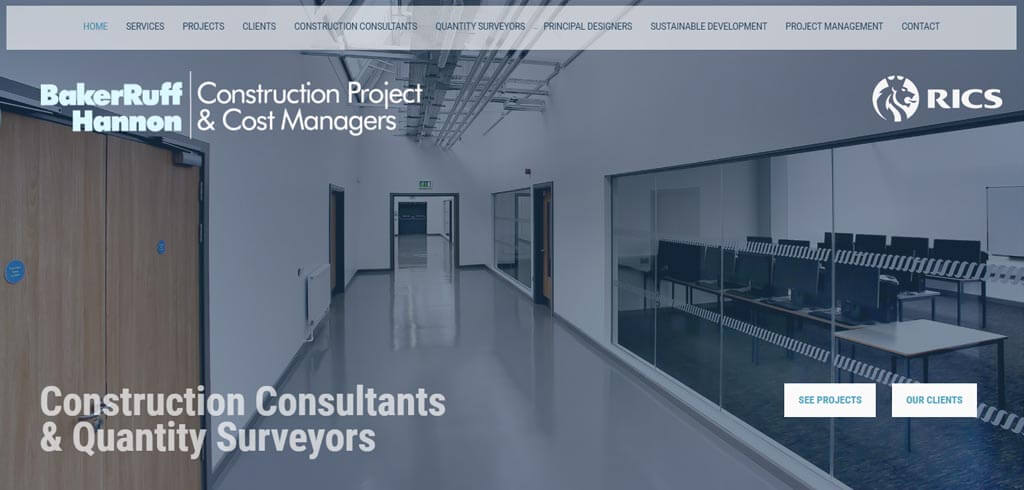 HOME SERVICES PROJECTS CLIENTS CONSTRUCTION CONSULTANTS QUANTITY SURVEYORS PRINCIPAL DESIGNERS SUSTAINABLE DEVELOPMENT PROJECT MANAGEMENT CONTACT
BakerRuff
Hannon
Construction Project
& Cost Managers
RICS
Construction Consultants
& Quantity Surveyors
SEE PROJECTS
OUR CLIENTS